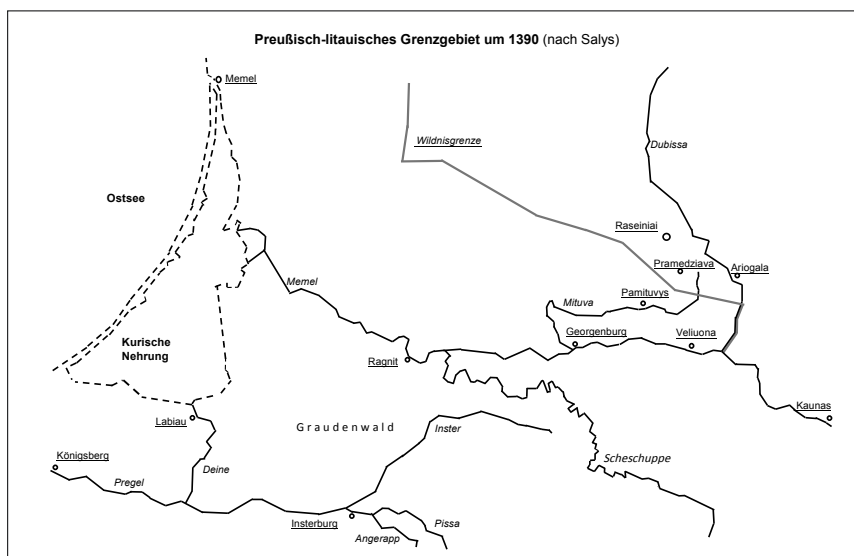 Preußisch-litauisches Grenzgebiet um 1390 (nach Salys)
Memel
Wildnisgrenze
Dubissa
Ostsee
Raseiniai
Pramedziava
Ariogala
Memel
Mituva
Pamituvys
Kurische
Nehrung
Georgenburg
Veliuona
Ragnit
Kaunas
Labiau
Graudenwald
Inster
Königsberg
Scheschuppe
Pregel
Deine
Insterburg
Pissa
Angerapp